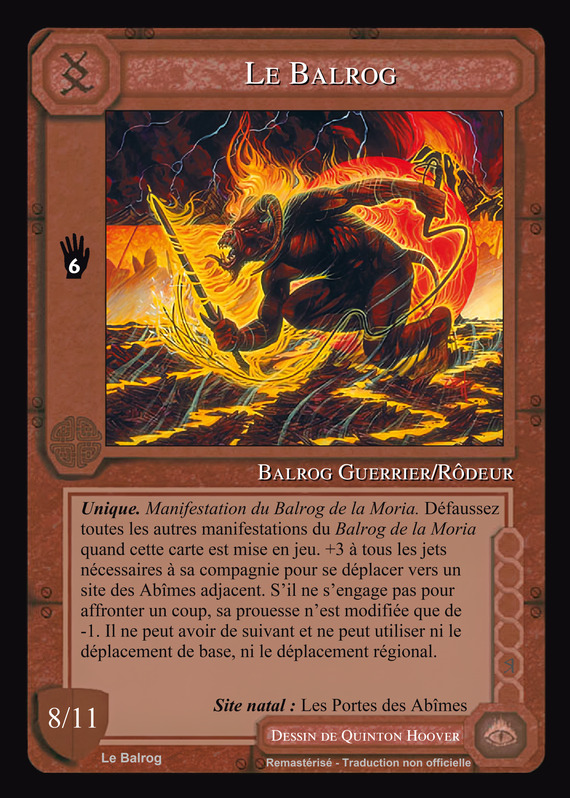 LE BALROG
6
BALROG GUERRIER/RÔDEUR
Unique. Manifestation du Balrog de la Moria. Défaussez
toutes les autres manifestations du Balrog de la Moria
quand cette carte est mise en jeu. +3 à tous les jets
nécessaires à sa compagnie pour se déplacer vers un
site des Abîmes adjacent. S’il ne s’engage pas pour
affronter un coup, sa prouesse n’est modifiée que de
-1. Il ne peut avoir de suivant et ne peut utiliser ni le
déplacement de base, ni le déplacement régional.
Site natal : Les Portes des Abîmes
8/11
DESSIN DE QUINTON HOOVER
Le Balrog
Remastérisé - Traduction non officielle